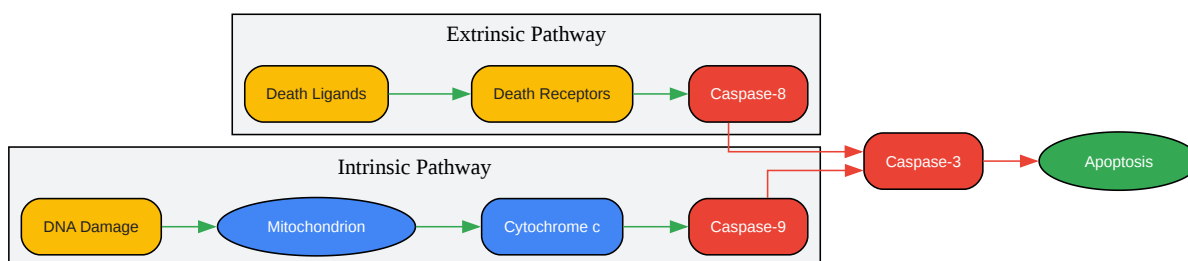 Extrinsic Pathway
Death Ligands
Death Receptors
Caspase-8
Caspase-3
Apoptosis
Intrinsic Pathway
DNA Damage
Mitochondrion
Cytochrome c
Caspase-9